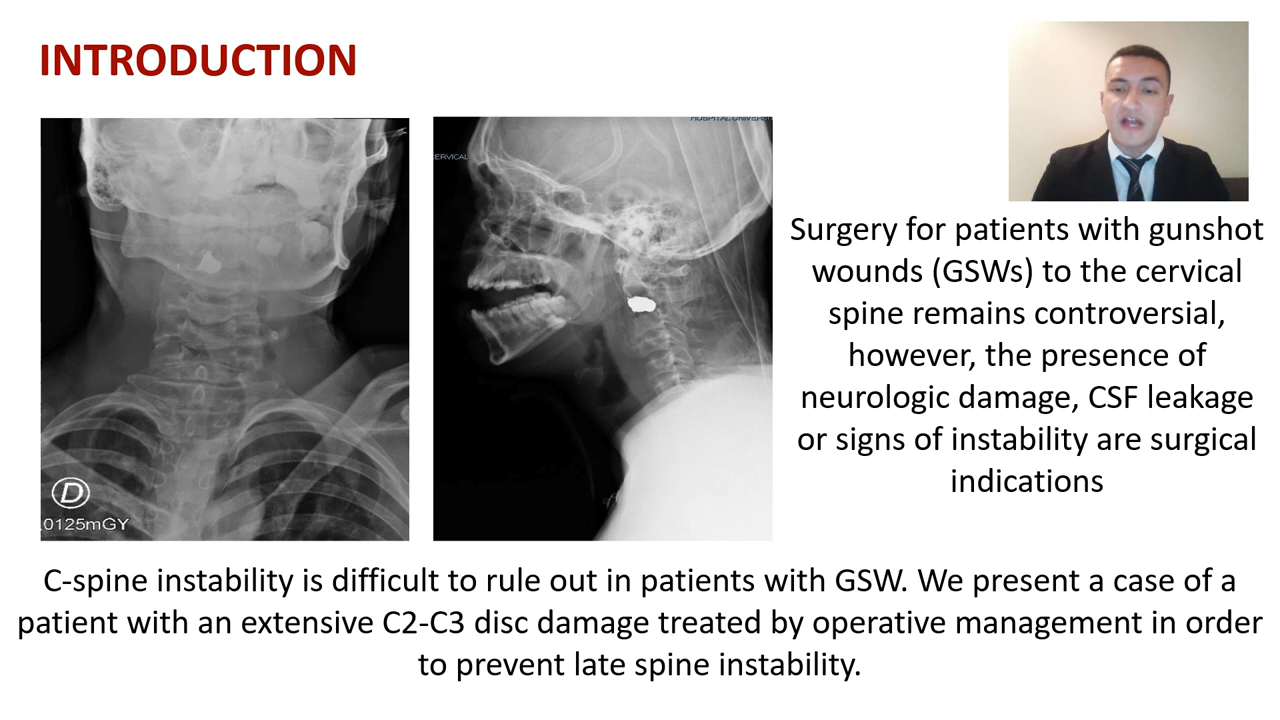 INTRODUCTION
HOSPITAL UNIVERSI
CERVICAL
Surgery for patients with gunshot
wounds (GSWs) to the cervical
spine remains controversial,
however, the presence of
neurologic damage, CSF leakage
or signs of instability are surgical
indications
D
.0125mGY
C-spine instability is difficult to rule out in patients with GSW. We present a case of a
patient with an extensive C2-C3 disc damage treated by operative management in order
to prevent late spine instability.